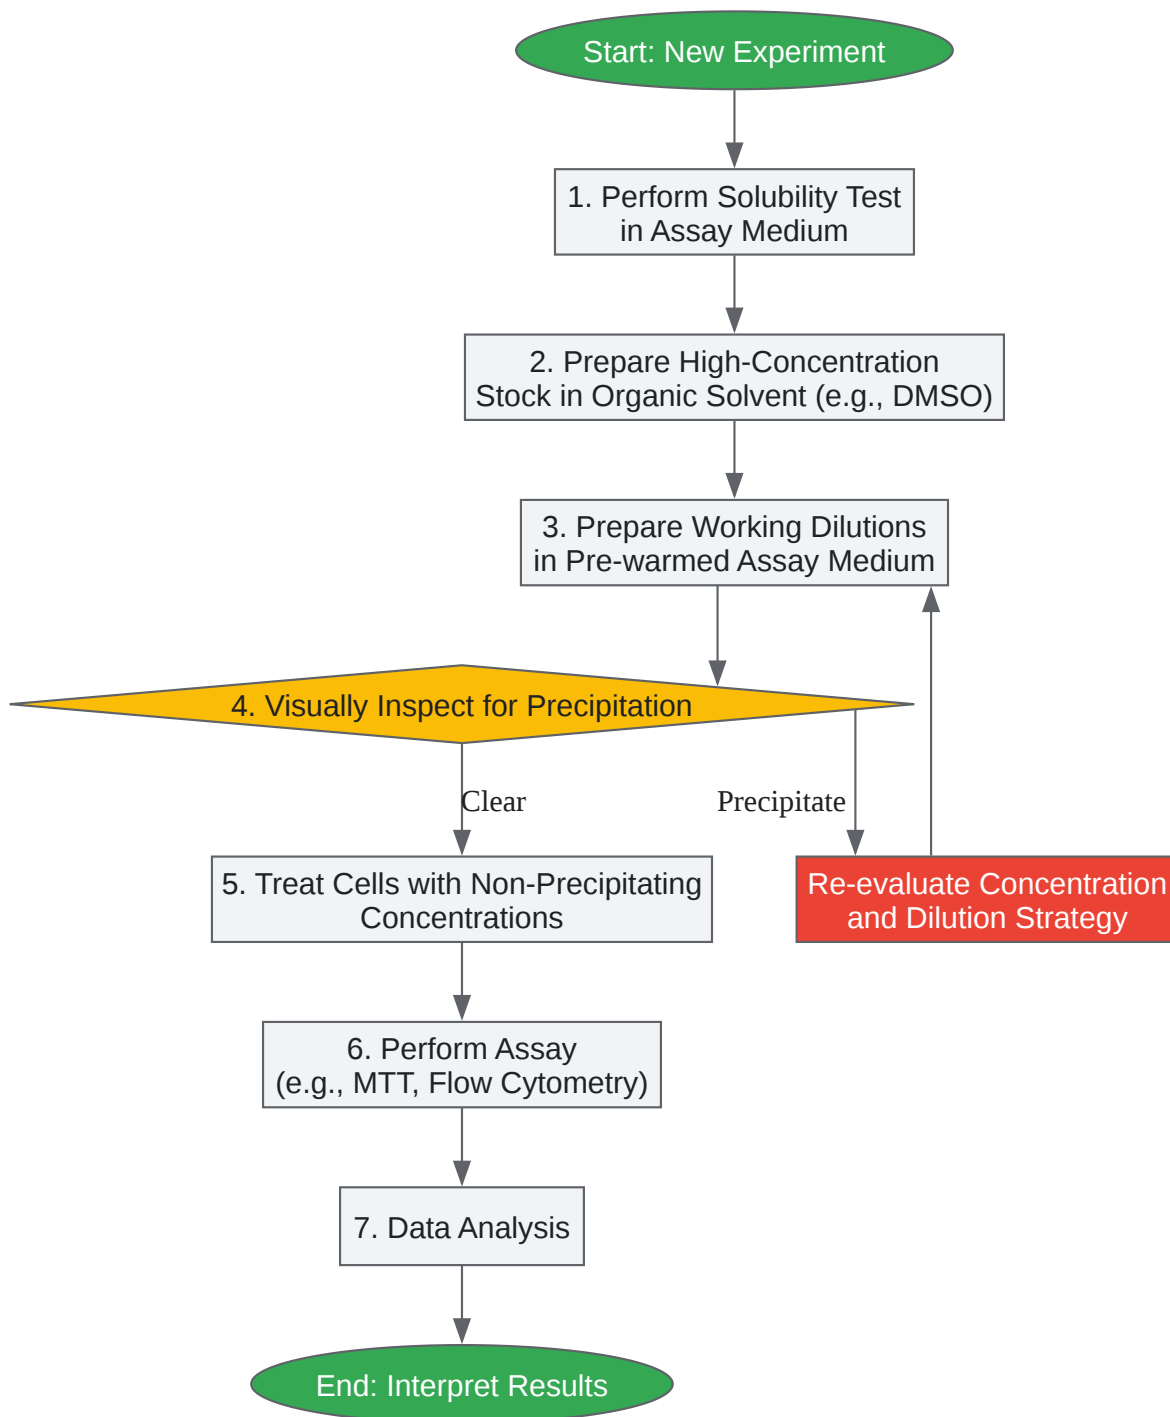 Start: New Experiment
1. Perform Solubility Test
in Assay Medium
2. Prepare High-Concentration
Stock in Organic Solvent (e.g., DMSO)
3. Prepare Working Dilutions
in Pre-warmed Assay Medium
4. Visually Inspect for Precipitation
Clear
Precipitate
5. Treat Cells with Non-Precipitating
Concentrations
Re-evaluate Concentration
and Dilution Strategy
6. Perform Assay
(e.g., MTT, Flow Cytometry)
7. Data Analysis
End: Interpret Results